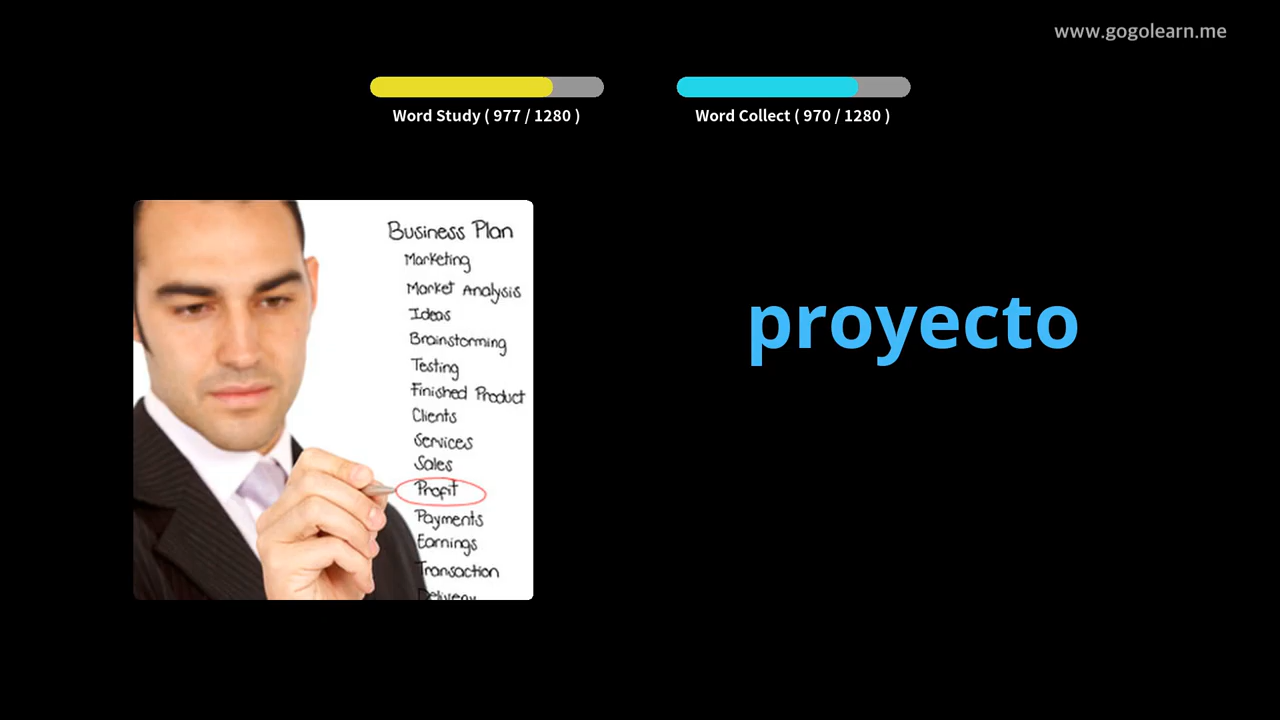 www.gogolearn.me
Word Study ( 977 / 1280 )
Word Collect ( 970 / 1280 )
Business Plan
Marketing
Market Analysis
Ideas
Brainstorming
Testing
Finished Product
Clients
Services
Sales
Profit
Payments
Earnings
Transaction
Delivery
proyecto